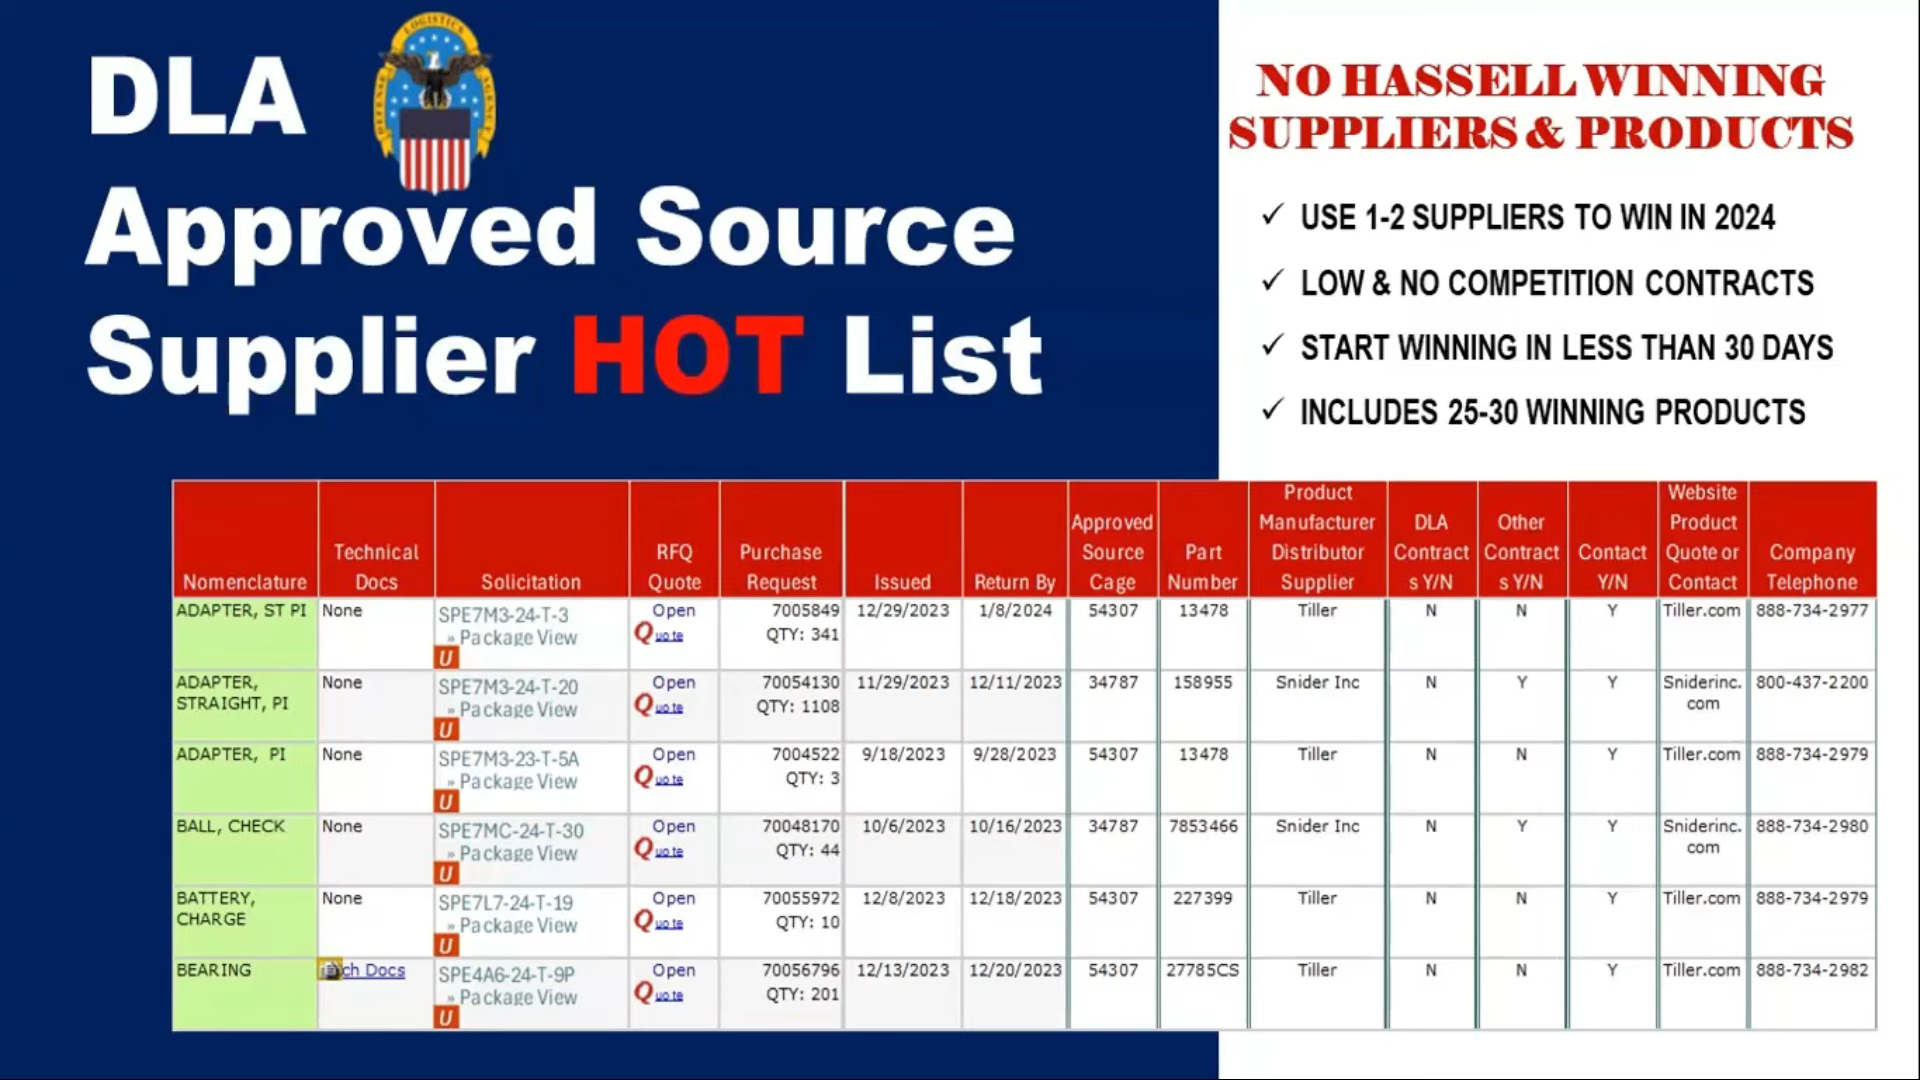 DLA
DEFENSE LOGISTICS AGENCY
Approved Source
Supplier HOT List
NO HASSELL WINNING
SUPPLIERS & PRODUCTS
✓ USE 1-2 SUPPLIERS TO WIN IN 2024
✓ LOW & NO COMPETITION CONTRACTS
✓ START WINNING IN LESS THAN 30 DAYS
✓ INCLUDES 25-30 WINNING PRODUCTS
Nomenclature
Technical
Docs
Solicitation
RFQ
Quote
Purchase
Request
Issued
Return By
Approved
Source
Cage
Part
Number
Product
Manufacturer
Distributor
Supplier
DLA
Contract
s Y/N
Other
Contract
s Y/N
Contact
Y/N
Website
Product
Quote or
Contact
Company
Telephone
ADAPTER, ST PI None SPE7M3-24-T-3 Open 7005849 12/29/2023 1/8/2024 54307 13478 Tiller N N Y Tiller.com 888-734-2977
» Package View Quote QTY: 341
U
ADAPTER, None SPE7M3-24-T-20 Open 70054130 11/29/2023 12/11/2023 34787 158955 Snider Inc N Y Y Sniderinc. 800-437-2200
STRAIGHT, PI » Package View Quote QTY: 1108 com
U
ADAPTER, PI None SPE7M3-23-T-5A Open 7004522 9/18/2023 9/28/2023 54307 13478 Tiller N N Y Tiller.com 888-734-2979
» Package View Quote QTY: 3
U
BALL, CHECK None SPE7MC-24-T-30 Open 70048170 10/6/2023 10/16/2023 34787 7853466 Snider Inc N Y Y Sniderinc. 888-734-2980
» Package View Quote QTY: 44 com
U
BATTERY, None SPE7L7-24-T-19 Open 70055972 12/8/2023 12/18/2023 54307 227399 Tiller N N Y Tiller.com 888-734-2979
CHARGE » Package View Quote QTY: 10
U
BEARING ch Docs SPE4A6-24-T-9P Open 70056796 12/13/2023 12/20/2023 54307 27785CS Tiller N N Y Tiller.com 888-734-2982
» Package View Quote QTY: 201
U